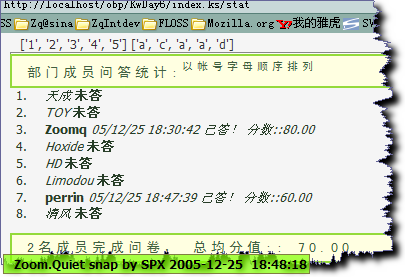 http://localhost/obp/KwDay6/index.ks/stat
SS Zq@sina ZqIntdev FLOSS Mozilla.org 我的雅虎 SV
['1', '2', '3', '4', '5'] ['a', 'c', 'a', 'a', 'd']
部门成员问答统计:以帐号字母顺序排列
1. 天成 未答
2. TOY 未答
3. Zoomq 05/12/25 18:30:42 已答! 分数::80.00
4. Hoxide 未答
5. HD 未答
6. Limodou 未答
7. perrin 05/12/25 18:47:39 已答! 分数::60.00
8. 清风 未答
2名成员完成问卷. 总均分值:: 70.00
Zoom.Quiet snap by SPX 2005-12-25 18:48:18